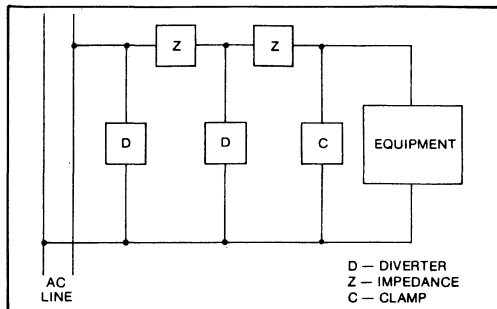 Z Z
D D C EQUIPMENT
AC
LINE
D — DIVERTER
Z — IMPEDANCE
C — CLAMP